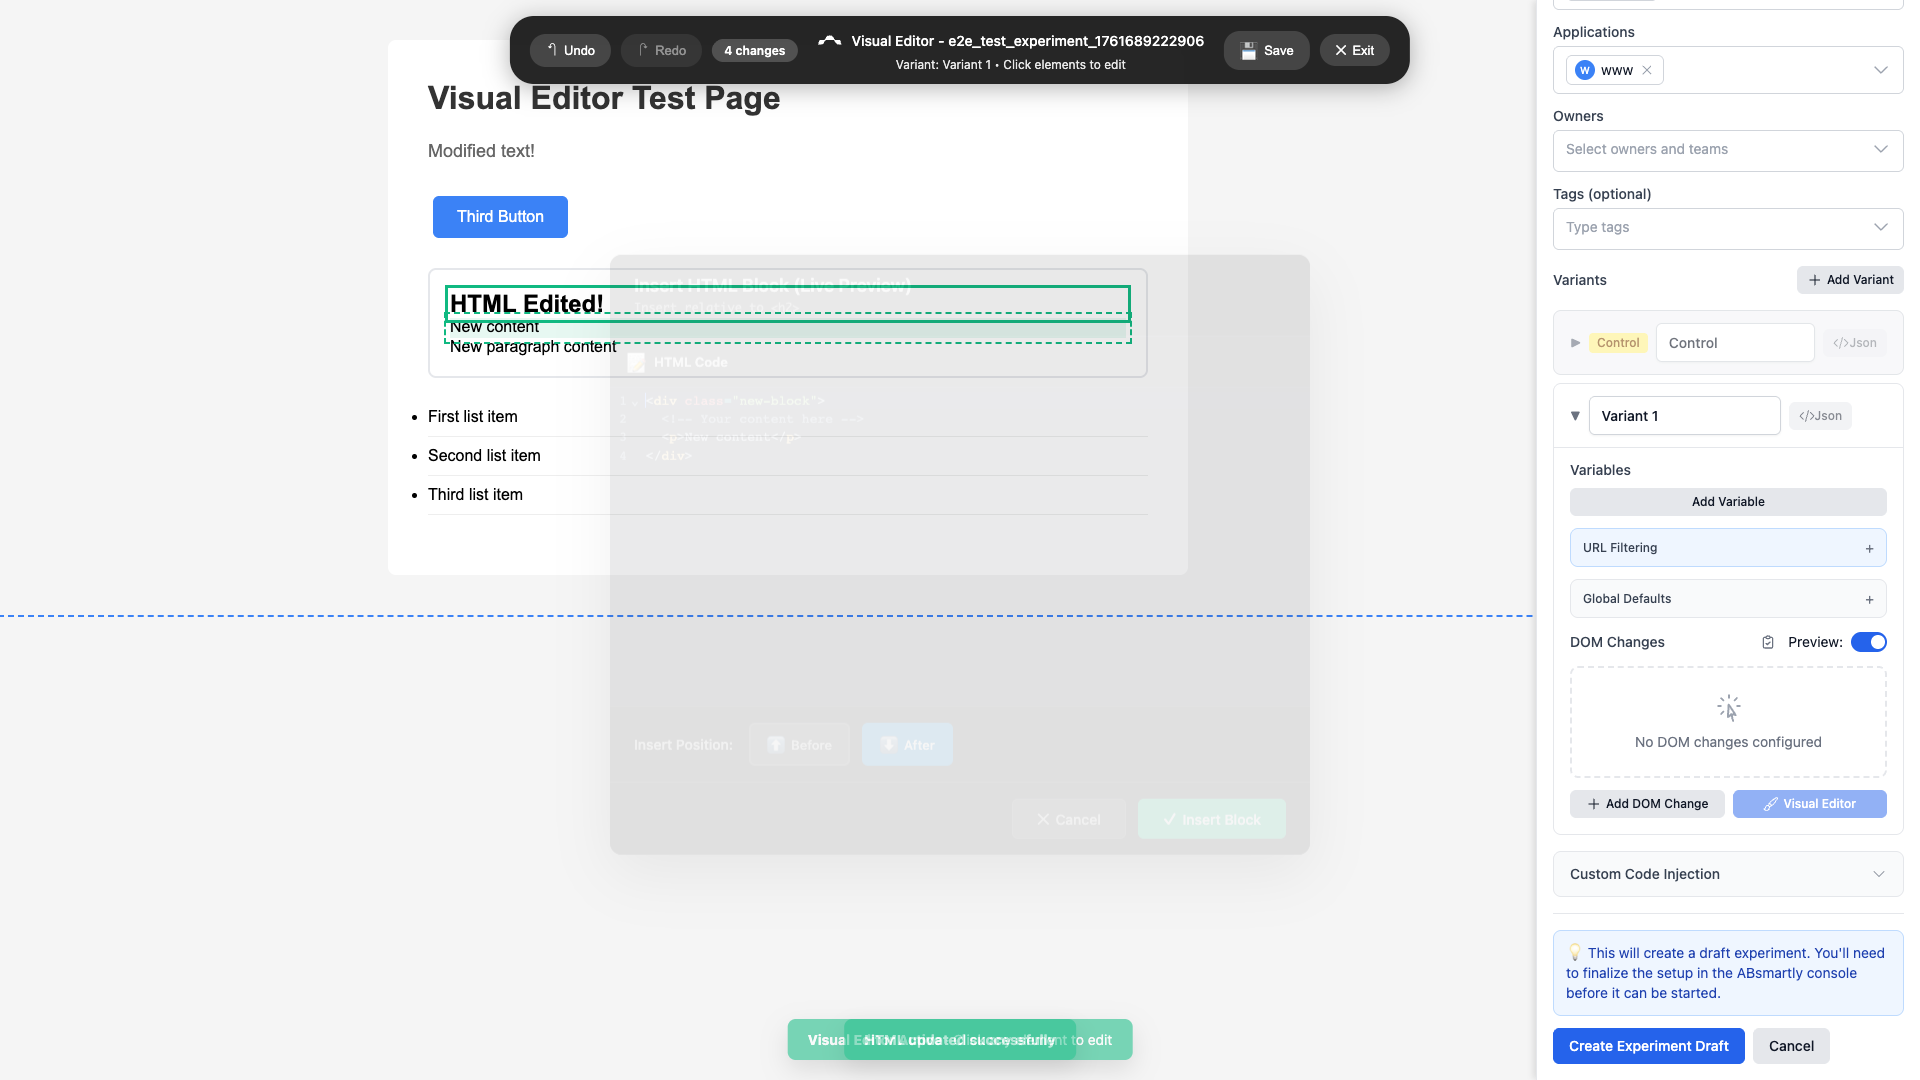 Undo
Redo
4 changes
Visual Editor - e2e_test_experiment_1761689222906
Variant: Variant 1 • Click elements to edit
Save
Exit
Visual Editor Test Page
Modified text!
Third Button
HTML Edited!
New content
New paragraph content
Insert HTML Block (Live Preview)
Insert relative to <h2>
HTML Code
1 <div class="new-block">
2 <!-- Your content here -->
3 <p>New content</p>
4 </div>
First list item
Second list item
Third list item
Insert Position:
Before
After
Cancel
Insert Block
HTML updated successfully
Visual Ed
to edit
Applications
W www
Owners
Select owners and teams
Tags (optional)
Type tags
Variants
Add Variant
Control
Control
</>Json
Variant 1
</>Json
Variables
Add Variable
URL Filtering +
Global Defaults +
DOM Changes
Preview:
No DOM changes configured
Add DOM Change
Visual Editor
Custom Code Injection
This will create a draft experiment. You'll need
to finalize the setup in the ABsmartly console
before it can be started.
Create Experiment Draft
Cancel